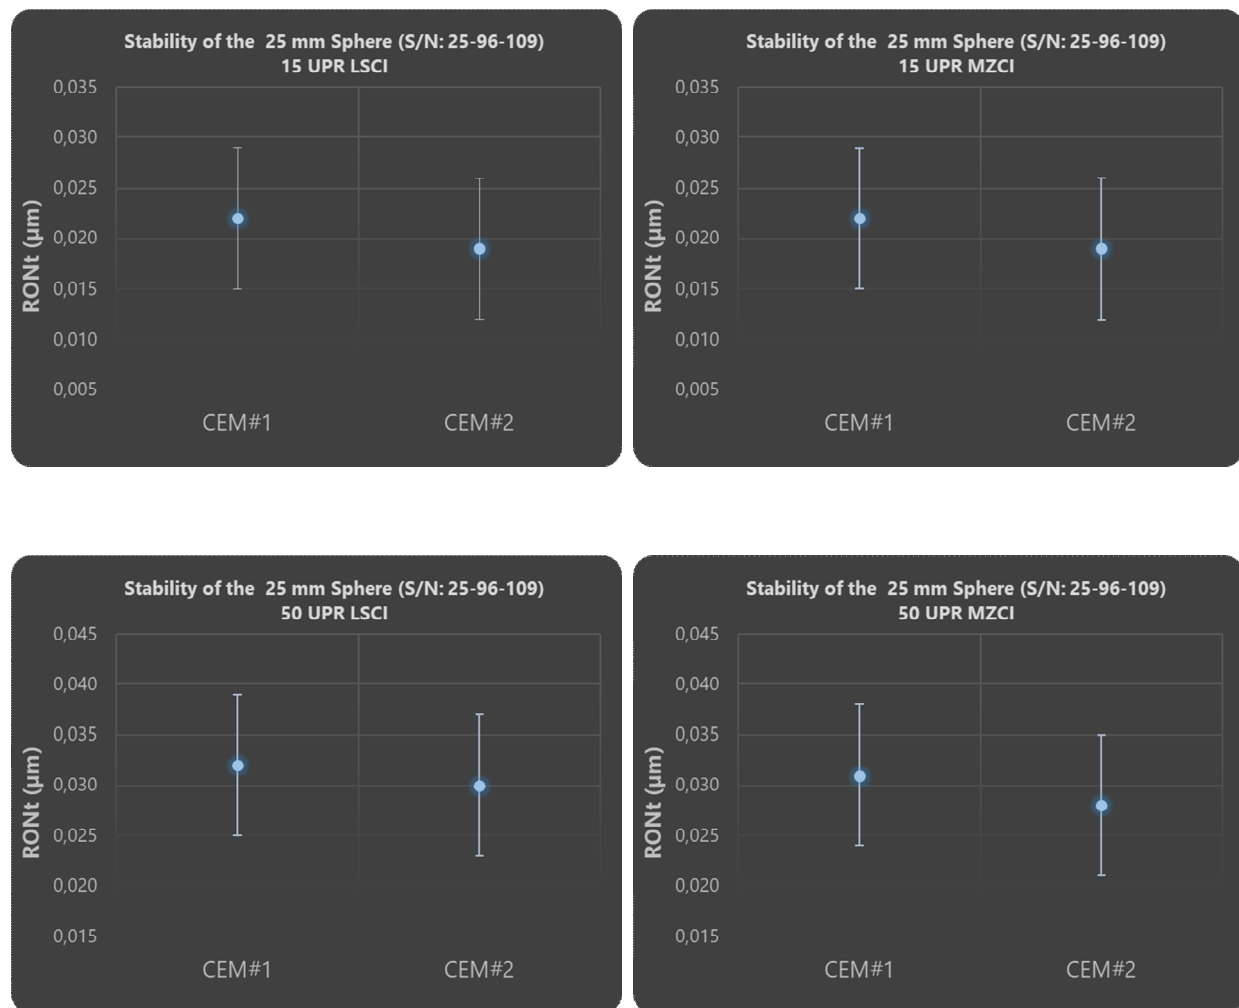 Stability of the  25 mm Sphere (S/N: 25-96-109)
15 UPR LSCI
0,035
0,030
0,025
0,020
0,015
0,010
0,005
RONt (µm)
CEM#1
CEM#2
Stability of the  25 mm Sphere (S/N: 25-96-109)
15 UPR MZCI
0,035
0,030
0,025
0,020
0,015
0,010
0,005
RONt (µm)
CEM#1
CEM#2
Stability of the  25 mm Sphere (S/N: 25-96-109)
50 UPR LSCI
0,045
0,040
0,035
0,030
0,025
0,020
0,015
RONt (µm)
CEM#1
CEM#2
Stability of the  25 mm Sphere (S/N: 25-96-109)
50 UPR MZCI
0,045
0,040
0,035
0,030
0,025
0,020
0,015
RONt (µm)
CEM#1
CEM#2